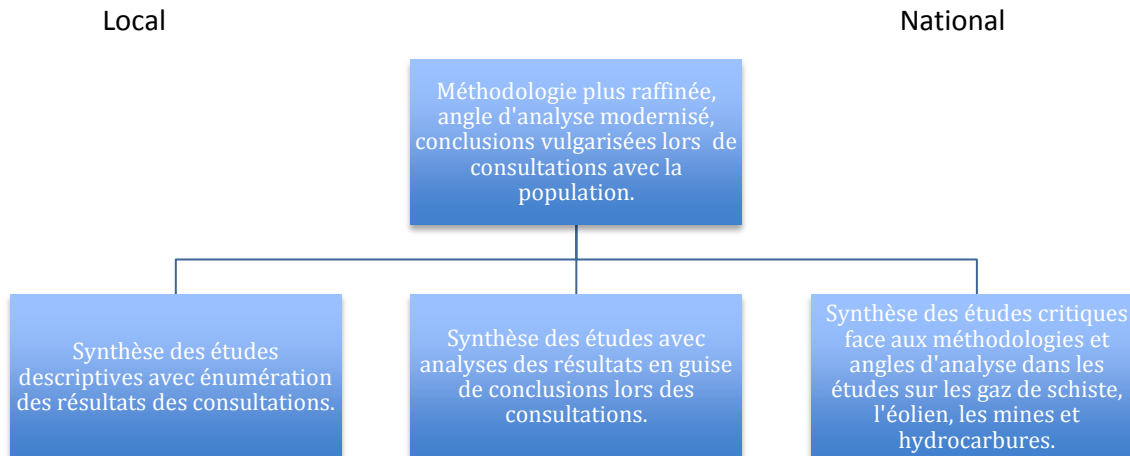 Local
National
Méthodologie plus raffinée,
angle d'analyse modernisé,
conclusions vulgarisées lors de
consultations avec la
population.
Synthèse des études
descriptives avec énumération
des résultats des consultations.
Synthèse des études avec
analyses des résultats en guise
de conclusions lors des
consultations.
Synthèse des études critiques
face aux méthodologies et
angles d'analyse dans les
études sur les gaz de schiste,
l'éolien, les mines et
hydrocarbures.